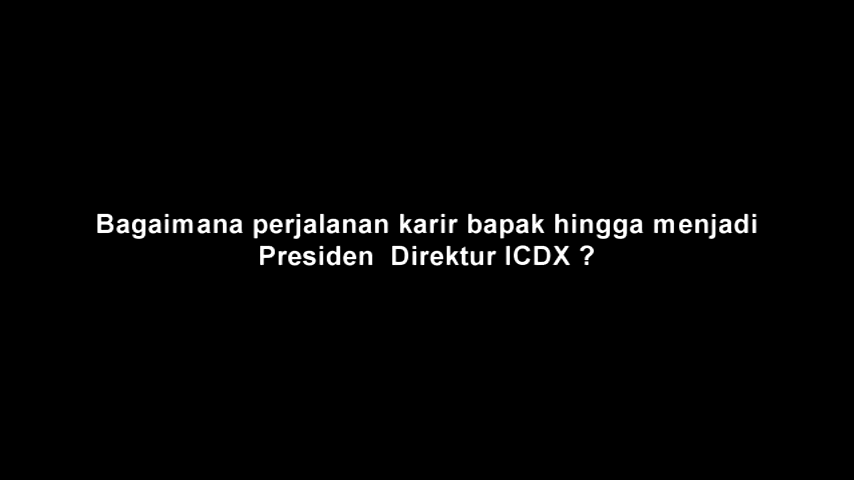 Bagaimana perjalanan karir bapak hingga menjadi
Presiden  Direktur ICDX ?